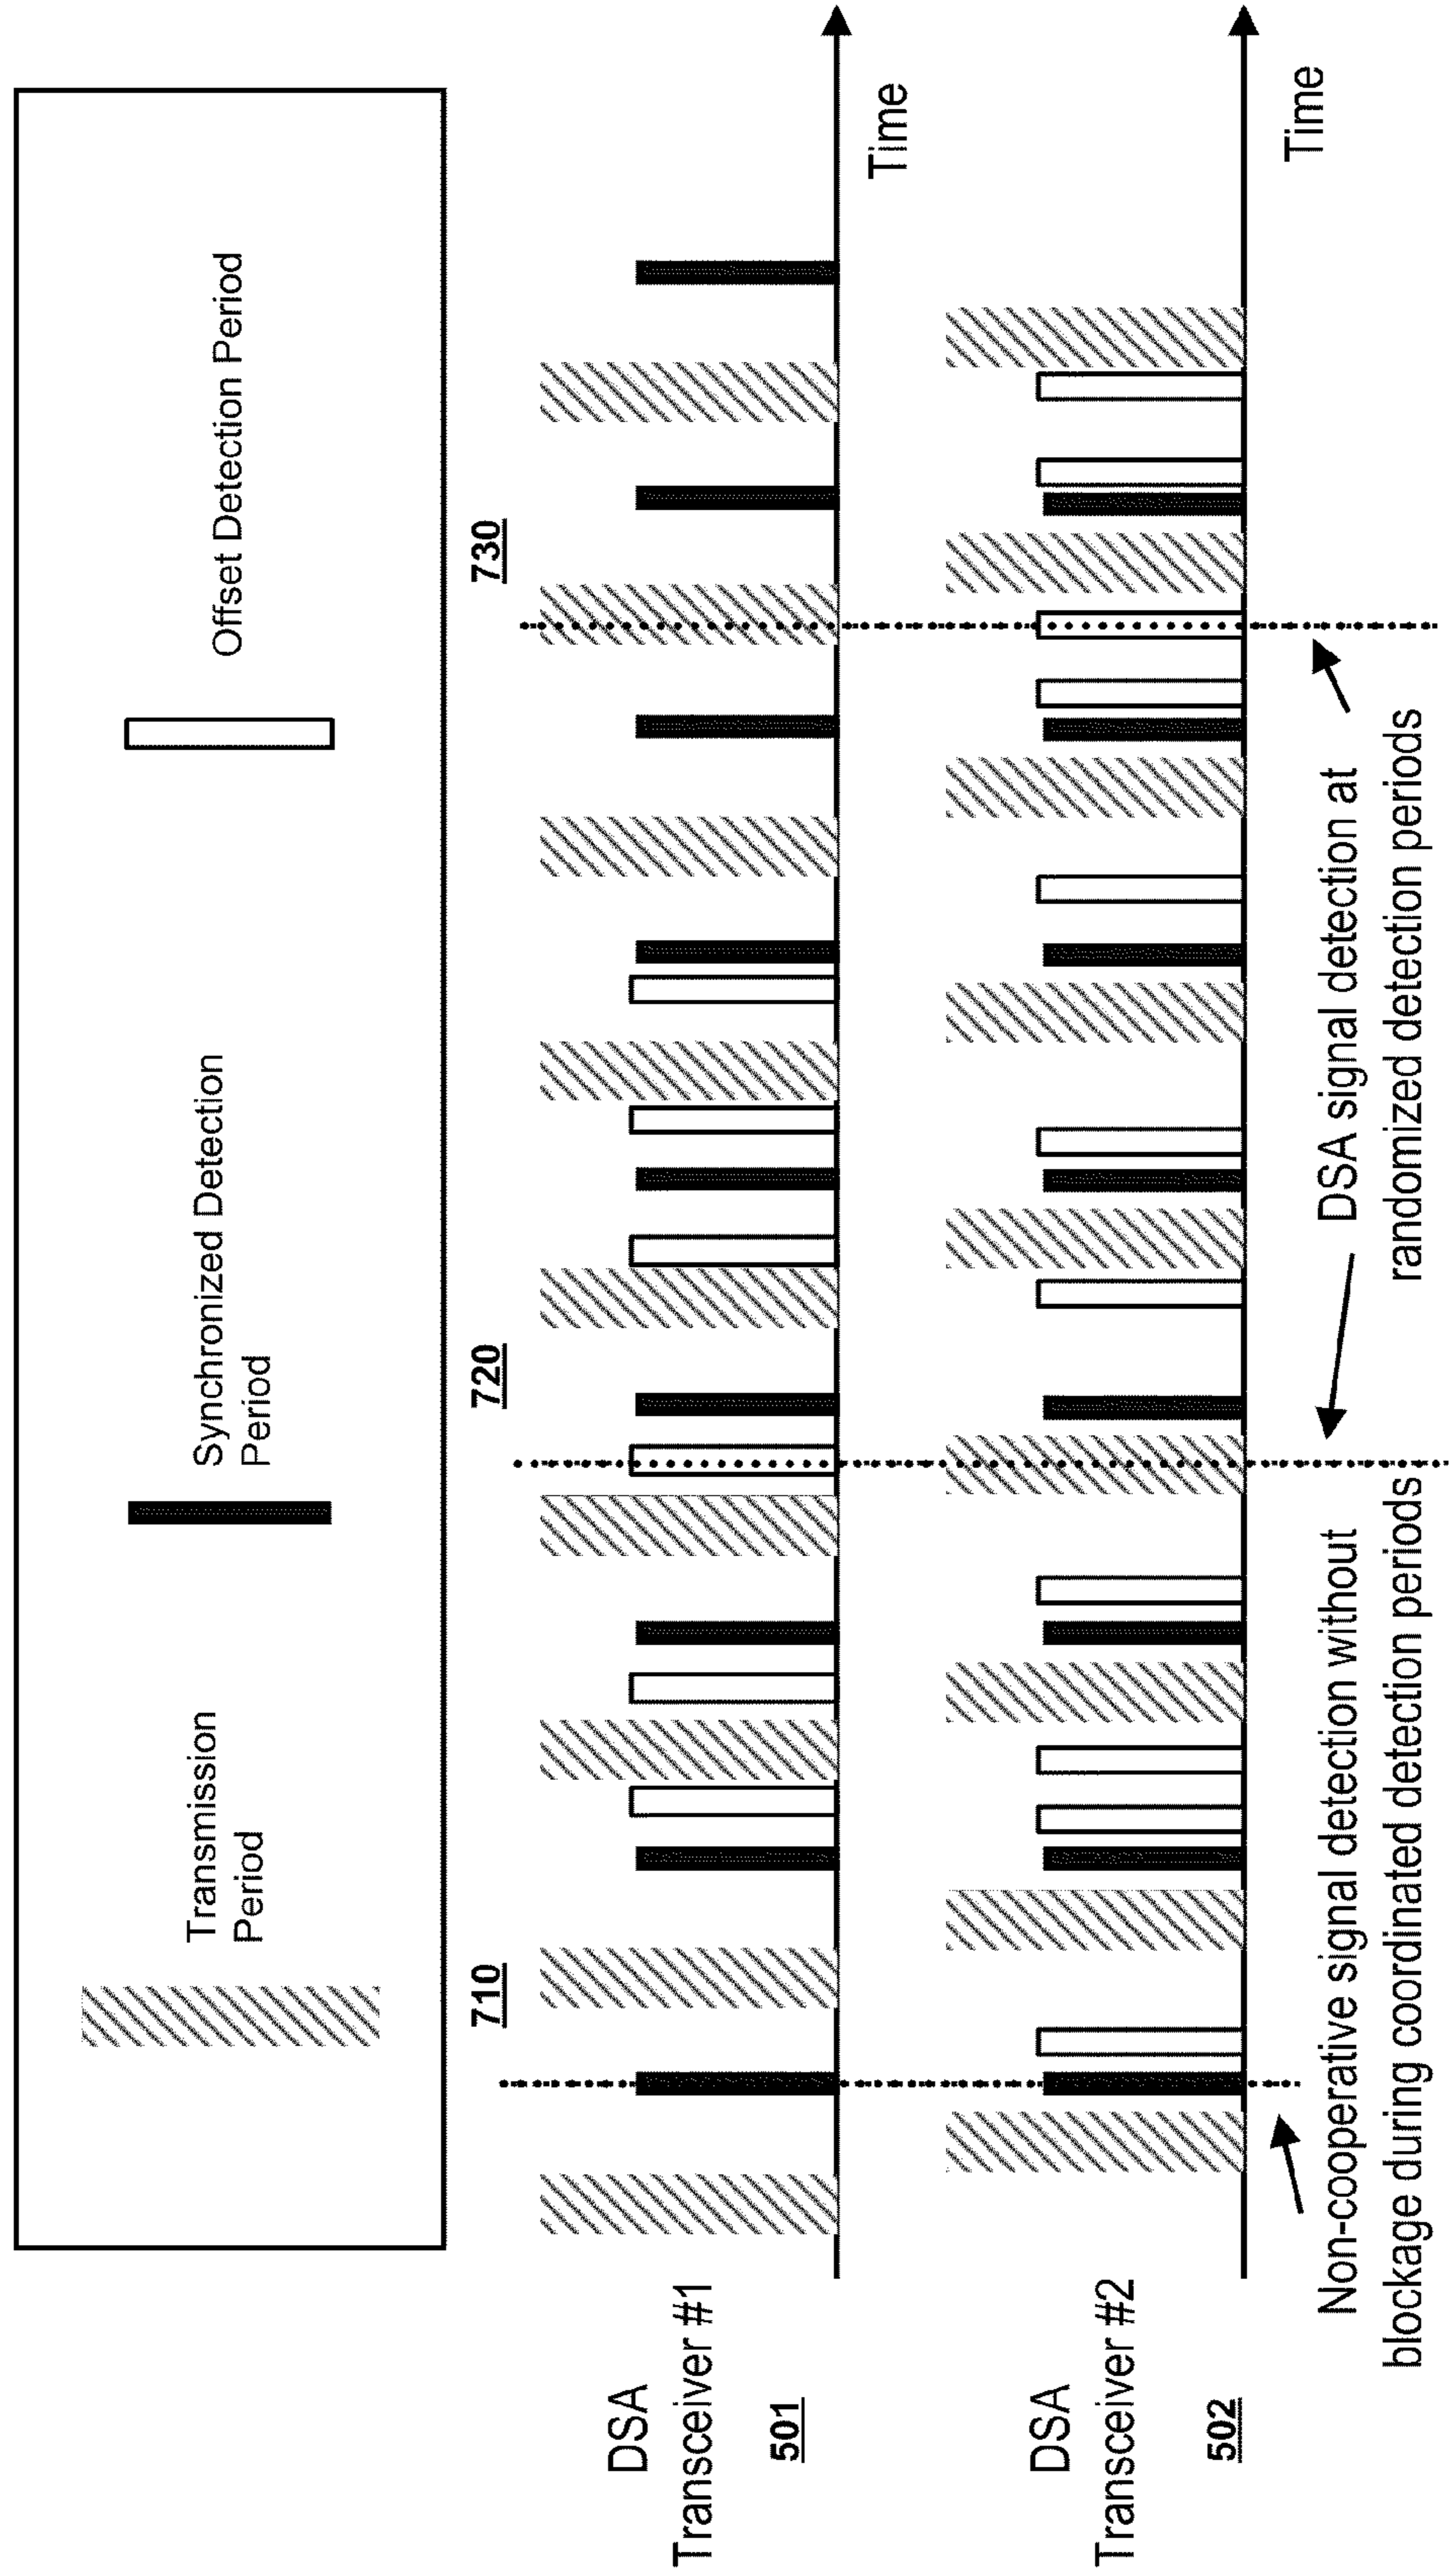 Transmission
Period
Synchronized Detection
Period
Offset Detection Period
710
720
730
DSA
Transceiver #1
501
Time
DSA
Transceiver #2
502
Time
Non-cooperative signal detection without
blockage during coordinated detection periods
DSA signal detection at
randomized detection periods